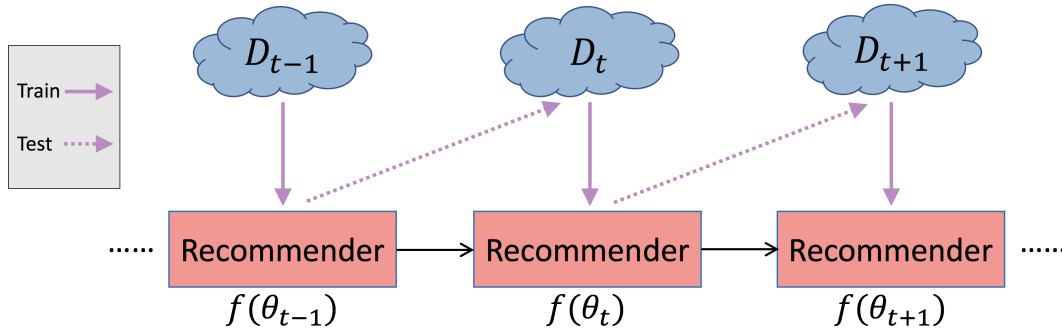 D_{t−1}
D_t
D_{t+1}
Train
Test
...... Recommender Recommender Recommender ......
f(θ_{t−1}) f(θ_t) f(θ_{t+1})